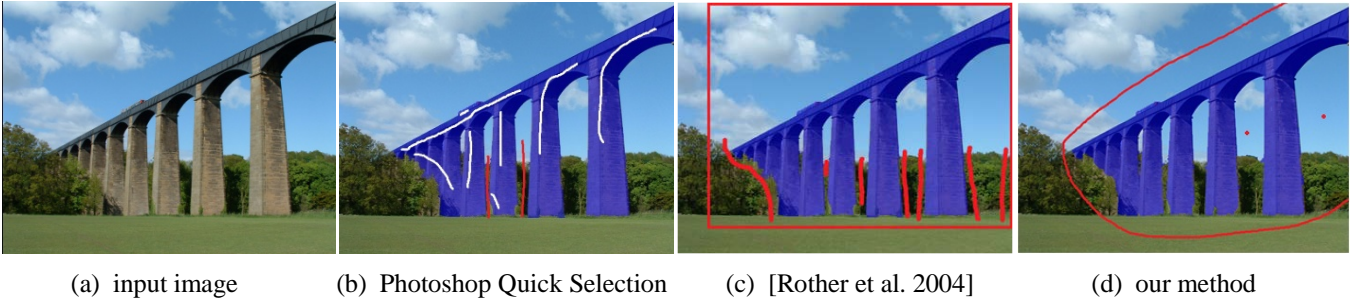 (a) input image (b) Photoshop Quick Selection (c) [Rother et al. 2004] (d) our method